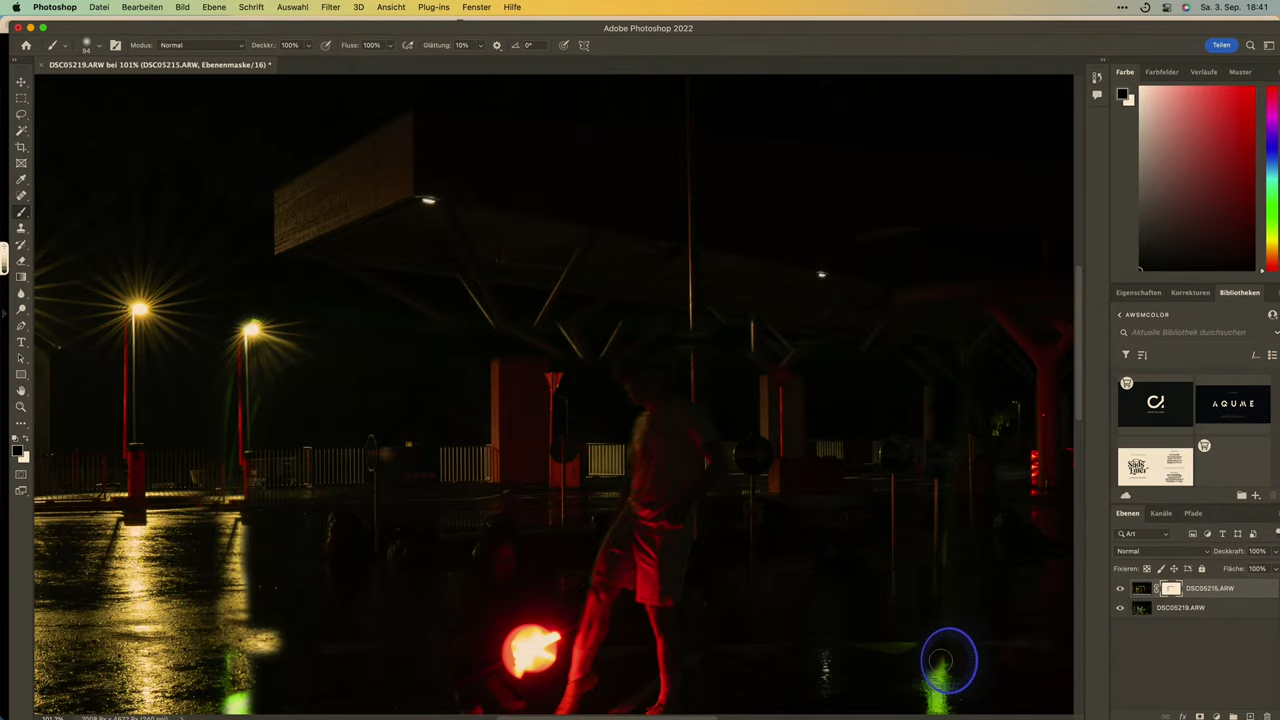 Photoshop Datei Bearbeiten Bild Ebene Schrift Auswahl Filter 3D Ansicht Plug-ins Fenster Hilfe Sa. 3. Sep. 18:41
Adobe Photoshop 2022
94 Modus: Normal Deckkr.: 100% Fluss: 100% Glättung: 10% 0° Teilen
DSC05219.ARW bei 101% (DSC05215.ARW, Ebenenmaske/16) *
Farbe Farbfelder Verläufe Muster
Eigenschaften Korrekturen Bibliotheken
AWSMCOLOR
Aktuelle Bibliothek durchsuchen
AQUME
Ebenen Kanäle Pfade
Art
Normal Deckkraft: 100%
Fixieren: Fläche: 100%
DSC05215.ARW
DSC05219.ARW